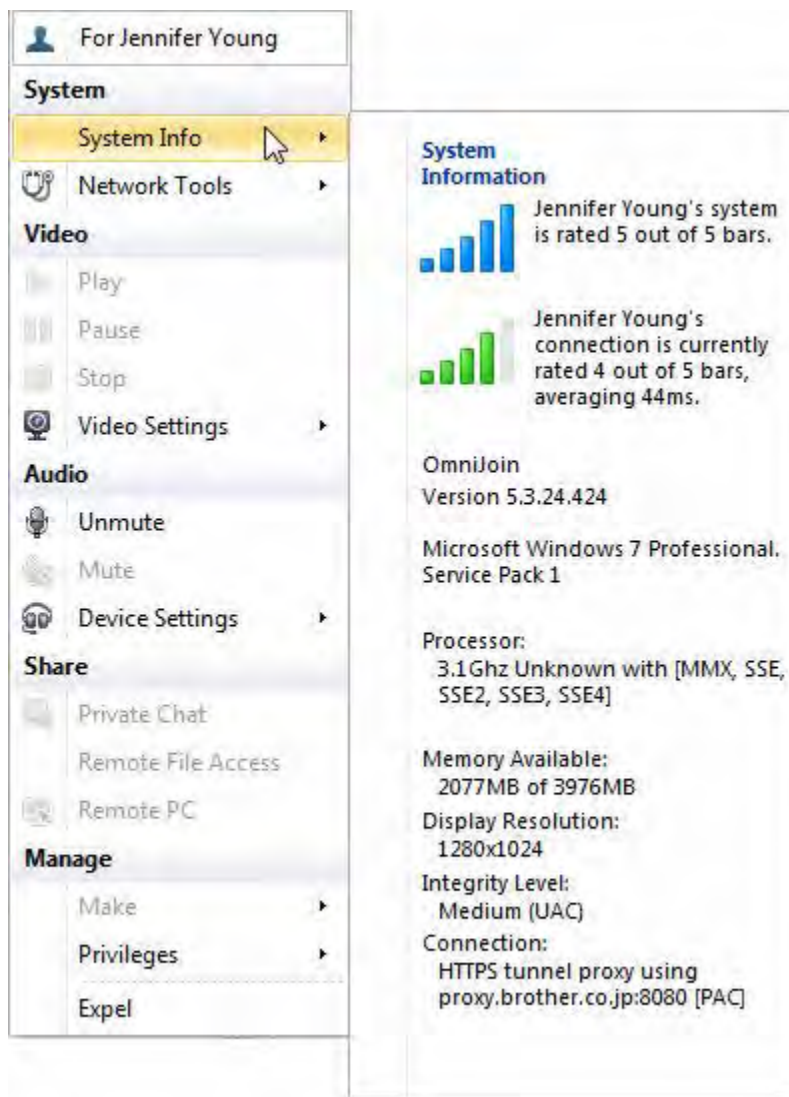 For Jennifer Young
System
System Info
Network Tools
Video
Play
Pause
Stop
Video Settings
Audio
Unmute
Mute
Device Settings
Share
Private Chat
Remote File Access
Remote PC
Manage
Make
Privileges
Expel
System
Information
Jennifer Young's system
is rated 5 out of 5 bars.
Jennifer Young's
connection is currently
rated 4 out of 5 bars,
averaging 44ms.
OmniJoin
Version 5.3.24.424
Microsoft Windows 7 Professional.
Service Pack 1
Processor:
3.1Ghz Unknown with [MMX, SSE,
SSE2, SSE3, SSE4]
Memory Available:
2077MB of 3976MB
Display Resolution:
1280x1024
Integrity Level:
Medium (UAC)
Connection:
HTTPS tunnel proxy using
proxy.brother.co.jp:8080 [PAC]